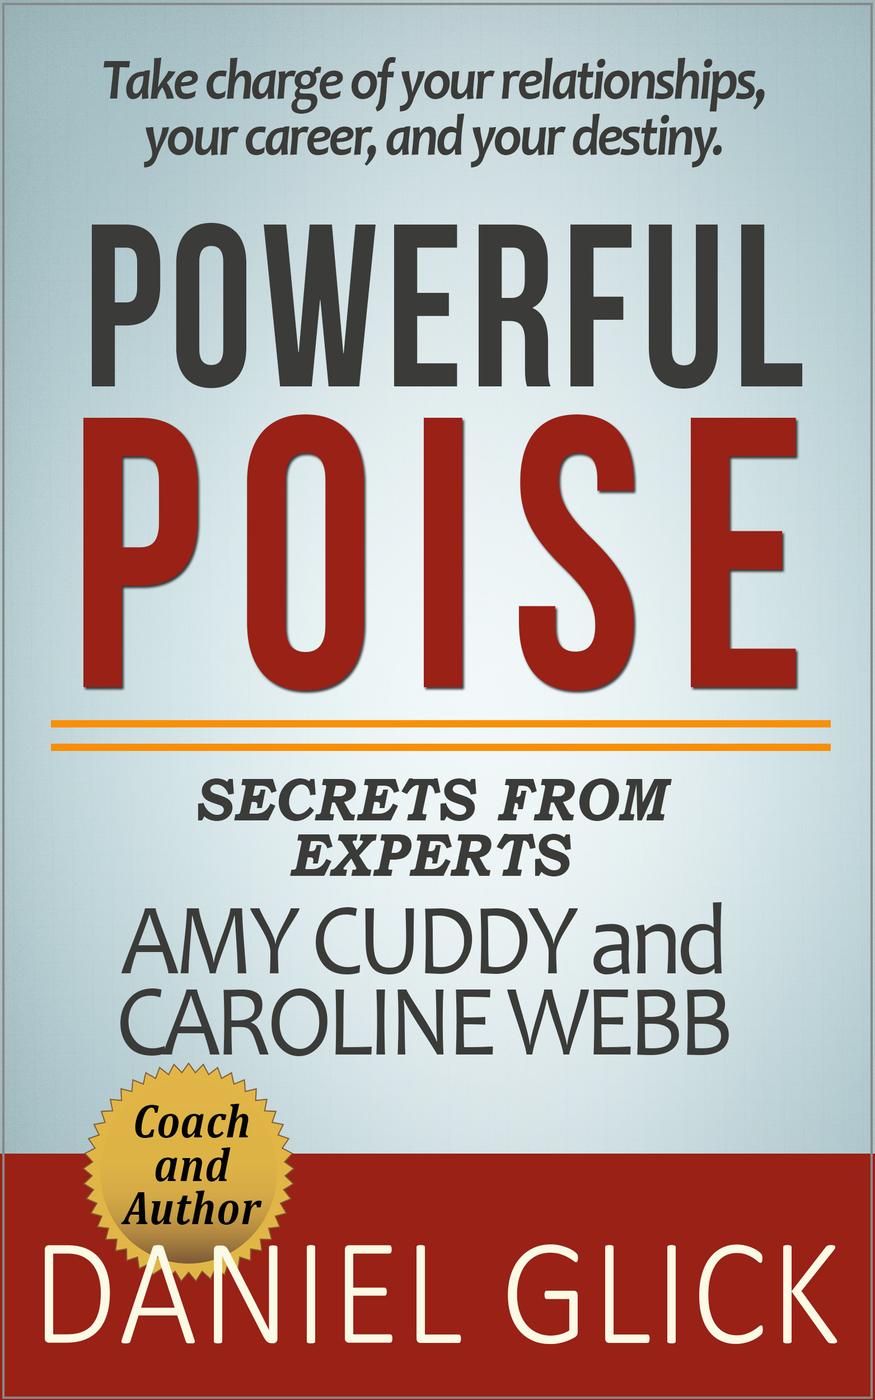 Take charge of your relationships,
your career, and your destiny.
POWERFUL
POISE
SECRETS FROM
EXPERTS
AMY CUDDY and
CAROLINE WEBB
Coach
and
Author
DANIEL GLICK